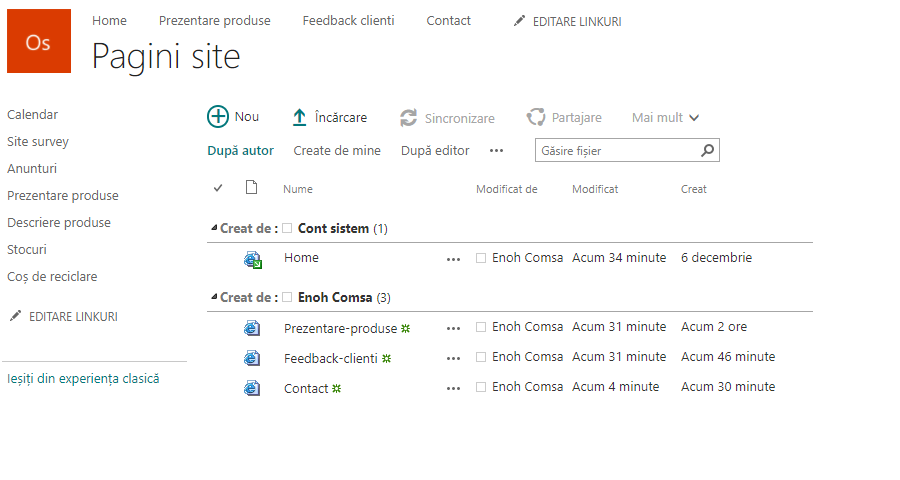 Os
Home Prezentare produse Feedback clienti Contact EDITARE LINKURI
Pagini site
Calendar
Site survey
Anunturi
Prezentare produse
Descriere produse
Stocuri
Coș de reciclare
EDITARE LINKURI
Ieșiți din experiența clasică
Nou Încărcare Sincronizare Partajare Mai mult
După autor Create de mine După editor ... Găsire fișier
Nume Modificat de Modificat Creat
Creat de : Cont sistem (1)
Home ... Enoh Comsa Acum 34 minute 6 decembrie
Creat de : Enoh Comsa (3)
Prezentare-produse ... Enoh Comsa Acum 31 minute Acum 2 ore
Feedback-clienti ... Enoh Comsa Acum 31 minute Acum 46 minute
Contact ... Enoh Comsa Acum 4 minute Acum 30 minute